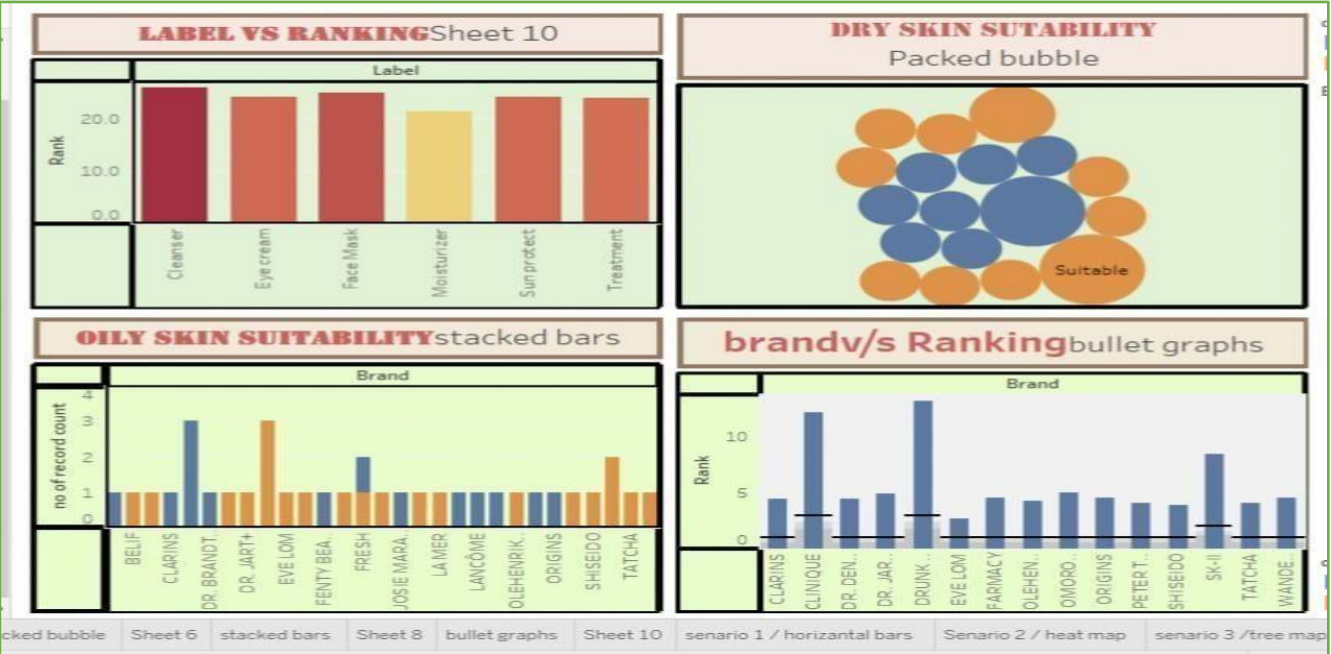 LABEL VS RANKINGSheet 10
Label
Rank
20.0
10.0
0.0
Cleanser
Eye cream
Face Mask
Moisturizer
Sun protect
Treatment
DRY SKIN SUTABILITY
Packed bubble
Suitable
OILY SKIN SUITABILITYstacked bars
Brand
no of record count
4
3
2
1
0
BELIF
CLARINS
DR. BRANDT..
DR. JART+
EVE LOM
FENTY BEA..
FRESH
JOSIE MARA..
LA MER
LANCÔME
OLEHENRIK..
ORIGINS
SHISEIDO
TATCHA
brandv/s Rankingbullet graphs
Brand
Rank
10
5
0
CLARINS
CLINIQUE
DR. DEN..
DR. JAR..
DRUNK ..
EVE LOM
FARMACY
OLEHEN..
OMORO..
ORIGINS
PETER T..
SHISEIDO
SK-II
TATCHA
WANDE..
cked bubble
Sheet 6
stacked bars
Sheet 8
bullet graphs
Sheet 10
senario 1 / horizantal bars
Senario 2 / heat map
senario 3 /tree map